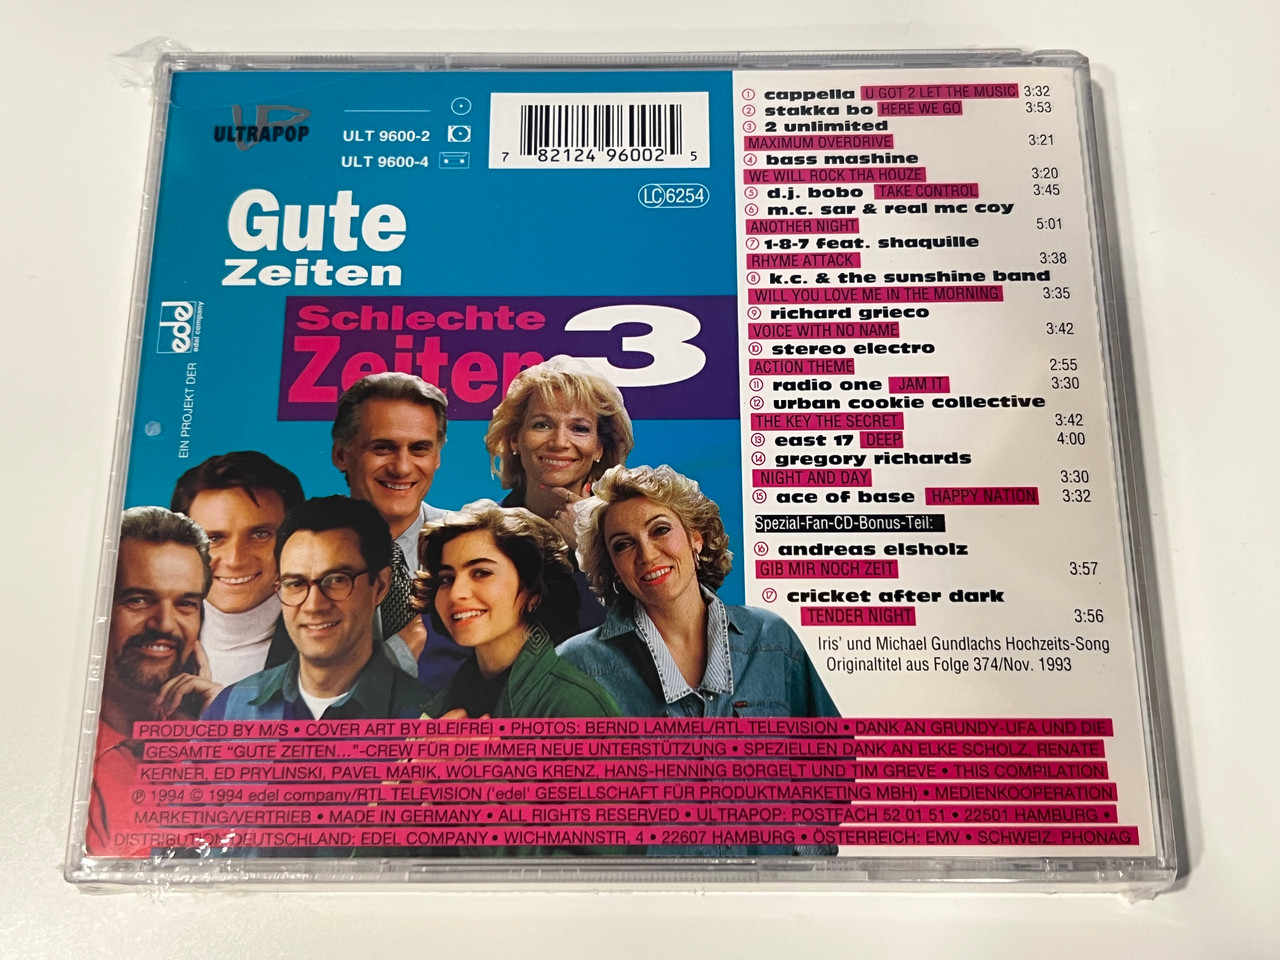 ULTRAPOP
ULT 9600-2
ULT 9600-4
7 82124 96002 5
LC 6254
Gute
Zeiten
Schlechte
Zeiten 3
edel
edel company
EIN PROJEKT DER
1 cappella U GOT 2 LET THE MUSIC 3:32
2 stakka bo HERE WE GO 3:53
3 2 unlimited
MAXIMUM OVERDRIVE 3:21
4 bass mashine
WE WILL ROCK THA HOUZE 3:20
5 d.j. bobo TAKE CONTROL 3:45
6 m.c. sar & real mc coy
ANOTHER NIGHT 5:01
7 1-8-7 feat. shaquille
RHYME ATTACK 3:38
8 k.c. & the sunshine band
WILL YOU LOVE ME IN THE MORNING 3:35
9 richard grieco
VOICE WITH NO NAME 3:42
10 stereo electro
ACTION THEME 2:55
11 radio one JAM IT 3:30
12 urban cookie collective
THE KEY THE SECRET 3:42
13 east 17 DEEP 4:00
14 gregory richards
NIGHT AND DAY 3:30
15 ace of base HAPPY NATION 3:32
Spezial-Fan-CD-Bonus-Teil:
16 andreas elsholz
GIB MIR NOCH ZEIT 3:57
17 cricket after dark
TENDER NIGHT 3:56
Iris' und Michael Gundlachs Hochzeits-Song
Originaltitel aus Folge 374/Nov. 1993
PRODUCED BY M/S • COVER ART BY BLEIFREI • PHOTOS: BERND LAMMEL/RTL TELEVISION • DANK AN GRUNDY-UFA UND DIE
GESAMTE "GUTE ZEITEN..."-CREW FÜR DIE IMMER NEUE UNTERSTÜTZUNG • SPEZIELLEN DANK AN ELKE SCHOLZ, RENATE
KERNER, ED PRYLINSKI, PAVEL MARIK, WOLFGANG KRENZ, HANS-HENNING BÖRGELT UND TIM GREVE • THIS COMPILATION
℗ 1994 © 1994 edel company/RTL TELEVISION ('edel' GESELLSCHAFT FÜR PRODUKTMARKETING MBH) • MEDIENKOOPERATION
MARKETING/VERTRIEB • MADE IN GERMANY • ALL RIGHTS RESERVED • ULTRAPOP: POSTFACH 52 01 51 • 22501 HAMBURG •
DISTRIBUTION DEUTSCHLAND: EDEL COMPANY • WICHMANNSTR. 4 • 22607 HAMBURG • ÖSTERREICH: EMV • SCHWEIZ: PHONAG